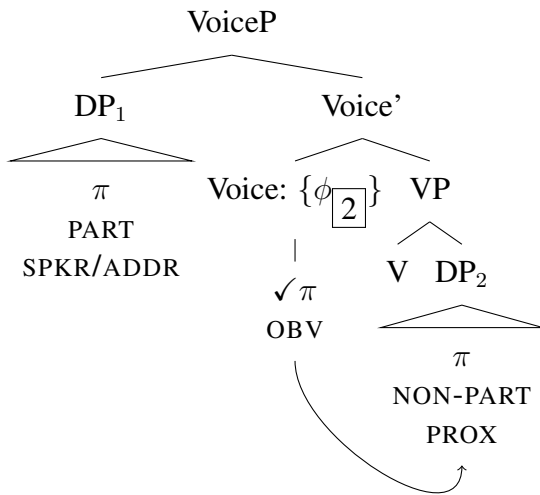 VoiceP
DP₁ Voice’
π Voice: {ϕ 2 } VP
PART
SPKR/ADDR
V DP₂
✓π
OBV
π
NON-PART
PROX